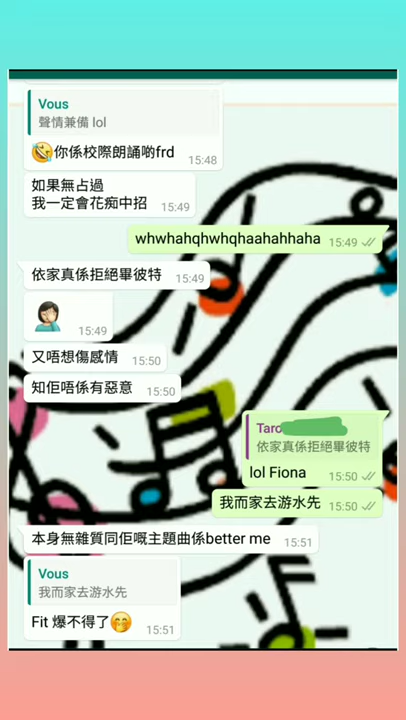 Vous
聲情兼備 lol
🤣你係校際朗誦啲frd
15:48
如果無占過
我一定會花痴中招
15:49
whwhahqhwhqhaahahhaha
15:49
依家真係拒絕畢彼特
15:49
15:49
又唔想傷感情
15:50
知佢唔係有惡意
15:50
Taro
依家真係拒絕畢彼特
lol Fiona
15:50
我而家去游水先
15:50
本身無雜質同佢嘅主題曲係better me
15:51
Vous
我而家去游水先
Fit 爆不得了🤭
15:51